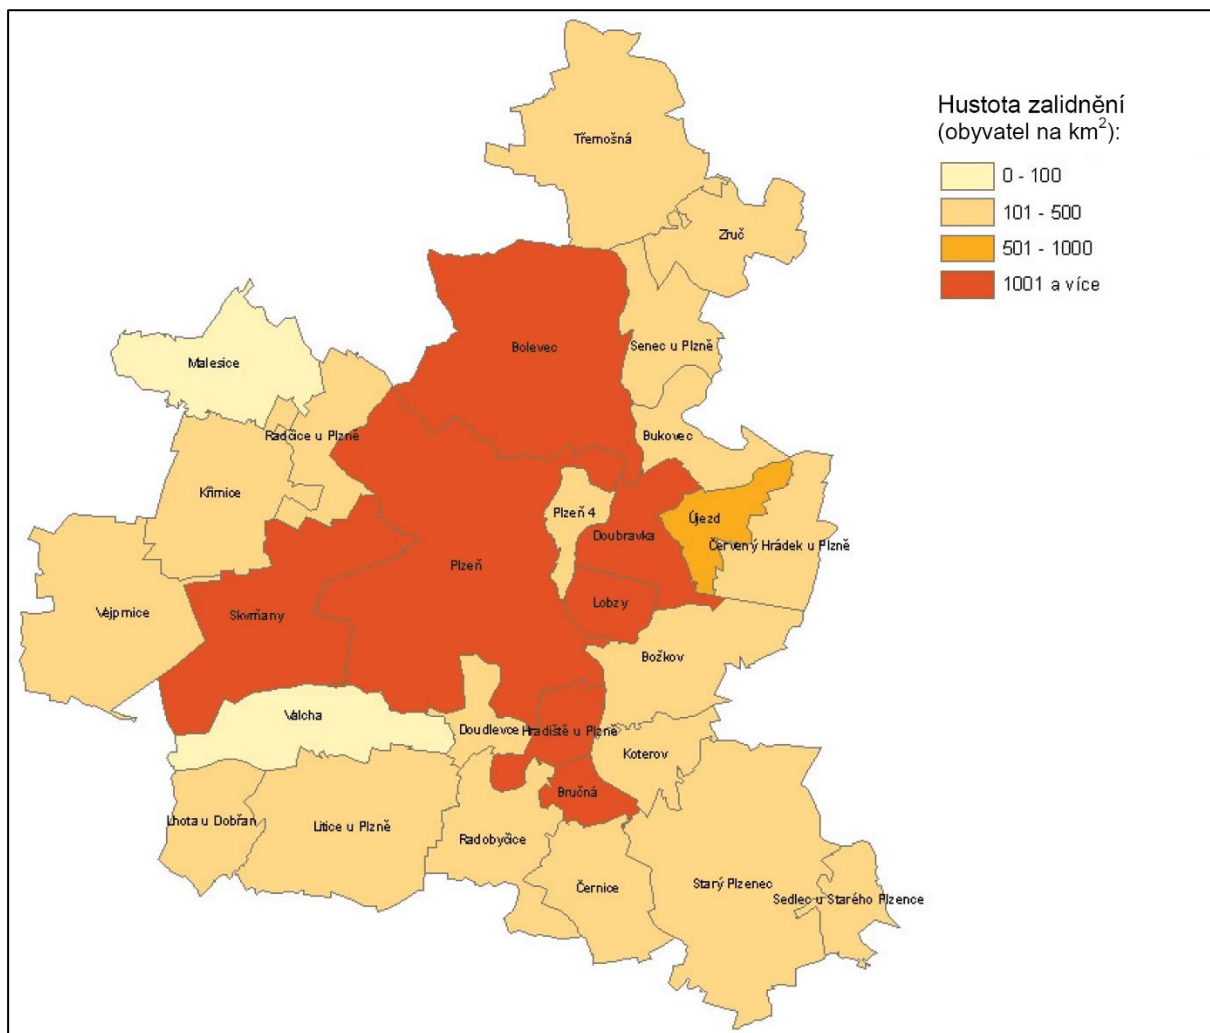 Hustota zalidnění
(obyvatel na km²):
0 - 100
101 - 500
501 - 1000
1001 a více
Třemošná
Zruč
Bolevec
Senec u Plzně
Malesice
Radčice u Plzně
Bukovec
Křimice
Plzeň 4
Újezd
Doubravka
Červený Hrádek u Plzně
Plzeň
Lobzy
Vejprnice
Skvrňany
Božkov
Valcha
Doudlevce
Hradiště u Plzně
Koterov
Bručná
Lhota u Dobřan
Litice u Plzně
Radobyčice
Černice
Starý Plzenec
Sedlec u Starého Plzence